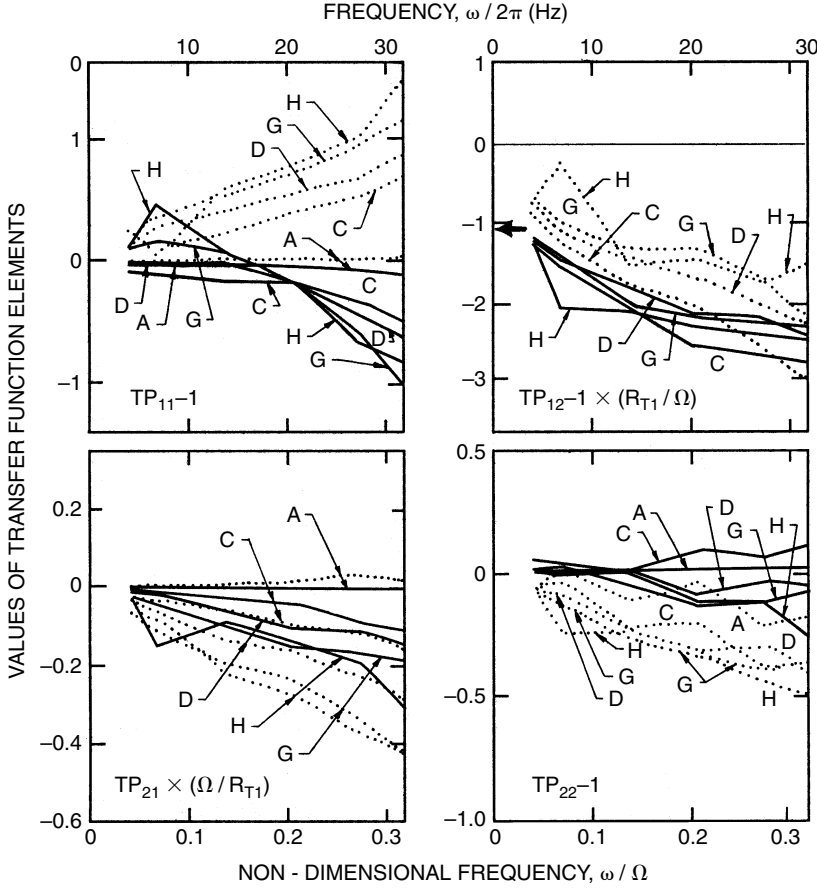 FREQUENCY, ω / 2π (Hz)
10 20 30
10 20 30
VALUES OF TRANSFER FUNCTION ELEMENTS
0
1
0
–1
H
G
D
H
C
A
C
D
A
G
C
H
D
G
TP11–1
1
0
–1
–2
–3
H
G
C
G
D
H
H
D
G
C
TP12–1 × (RT1 / Ω)
0.2
0
–0.2
–0.4
–0.6
A
C
D
H
G
TP21 × (Ω / RT1)
0 0.1 0.2 0.3
0.5
0
–0.5
–1.0
A
C
D
G
H
C
A
D
H
G
D
G
H
TP22–1
0 0.1 0.2 0.3
NON - DIMENSIONAL FREQUENCY, ω / Ω